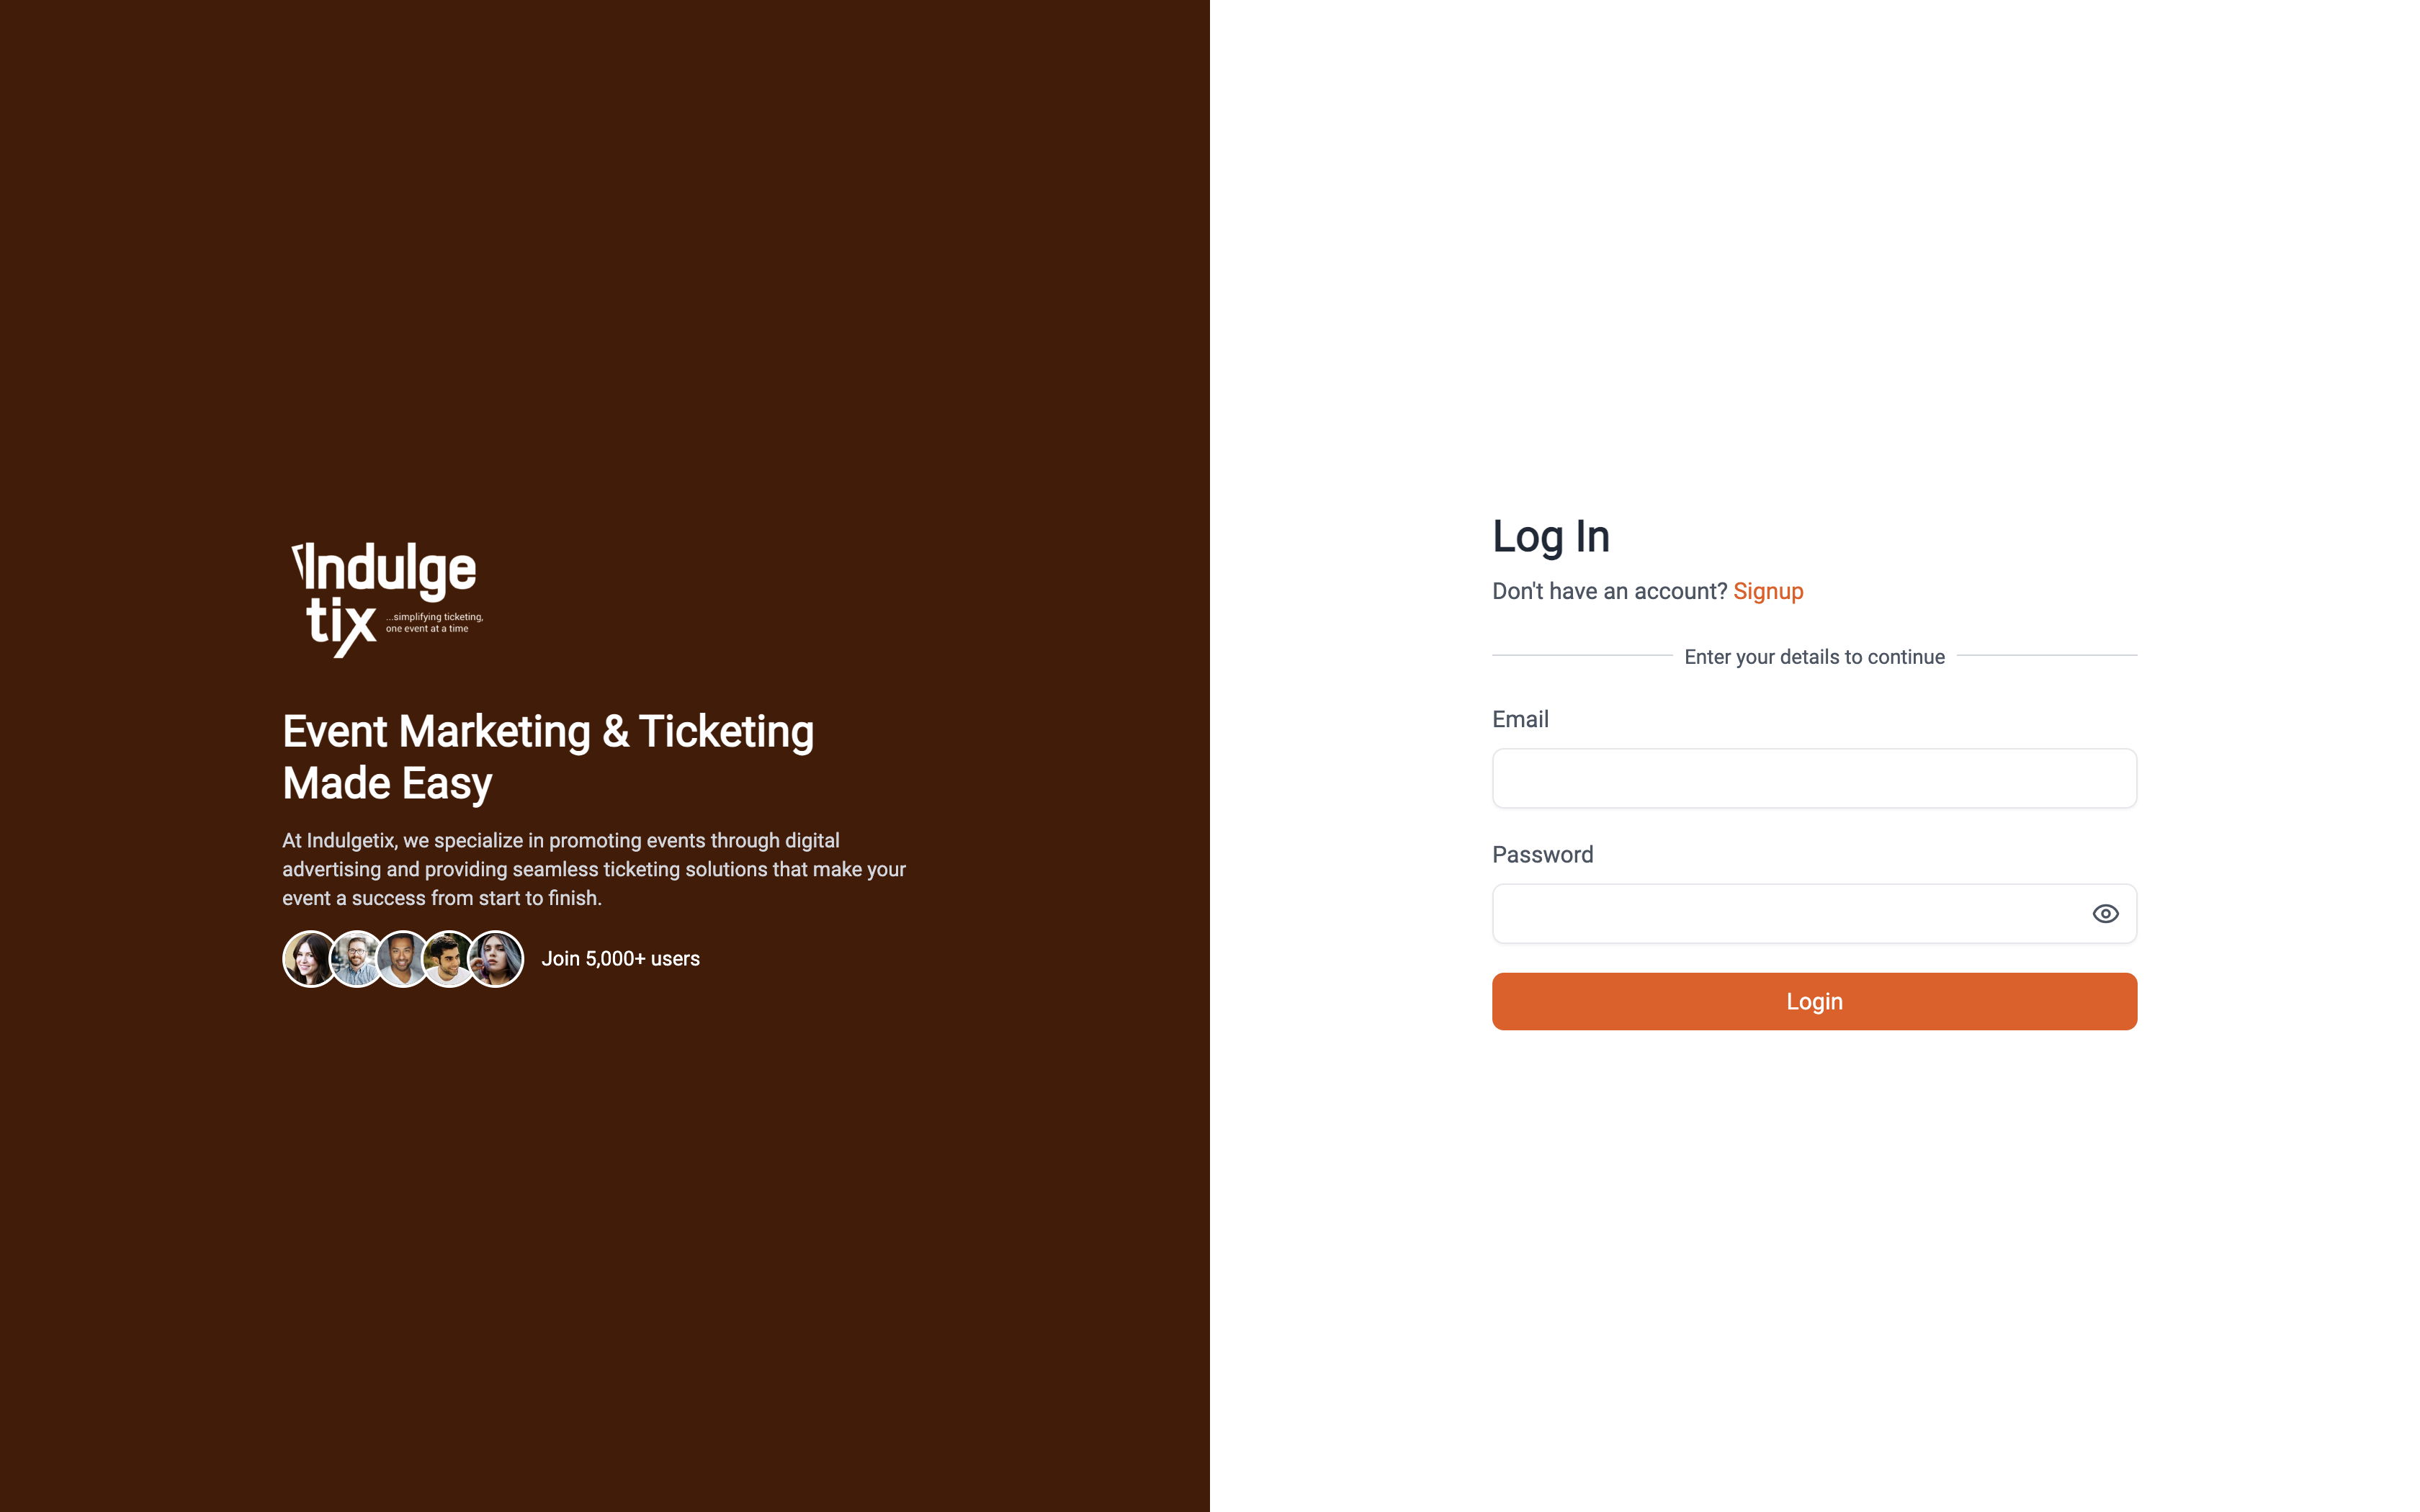 Indulge
tix
...simplifying ticketing,
one event at a time
Event Marketing & Ticketing
Made Easy
At Indulgetix, we specialize in promoting events through digital
advertising and providing seamless ticketing solutions that make your
event a success from start to finish.
Join 5,000+ users
Log In
Don't have an account? Signup
Enter your details to continue
Email
Password
Login